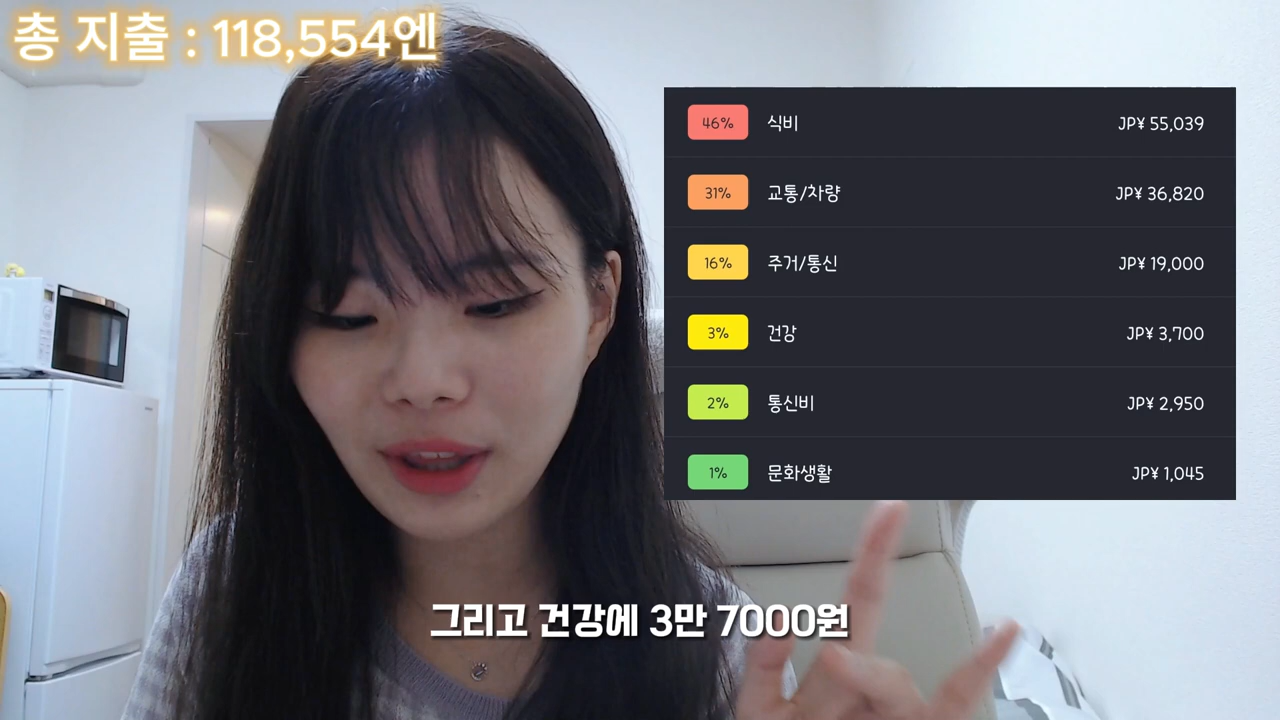 총 지출 : 118,554엔
46% 식비 JP¥ 55,039
31% 교통/차량 JP¥ 36,820
16% 주거/통신 JP¥ 19,000
3% 건강 JP¥ 3,700
2% 통신비 JP¥ 2,950
1% 문화생활 JP¥ 1,045
그리고 건강에 3만 7000원